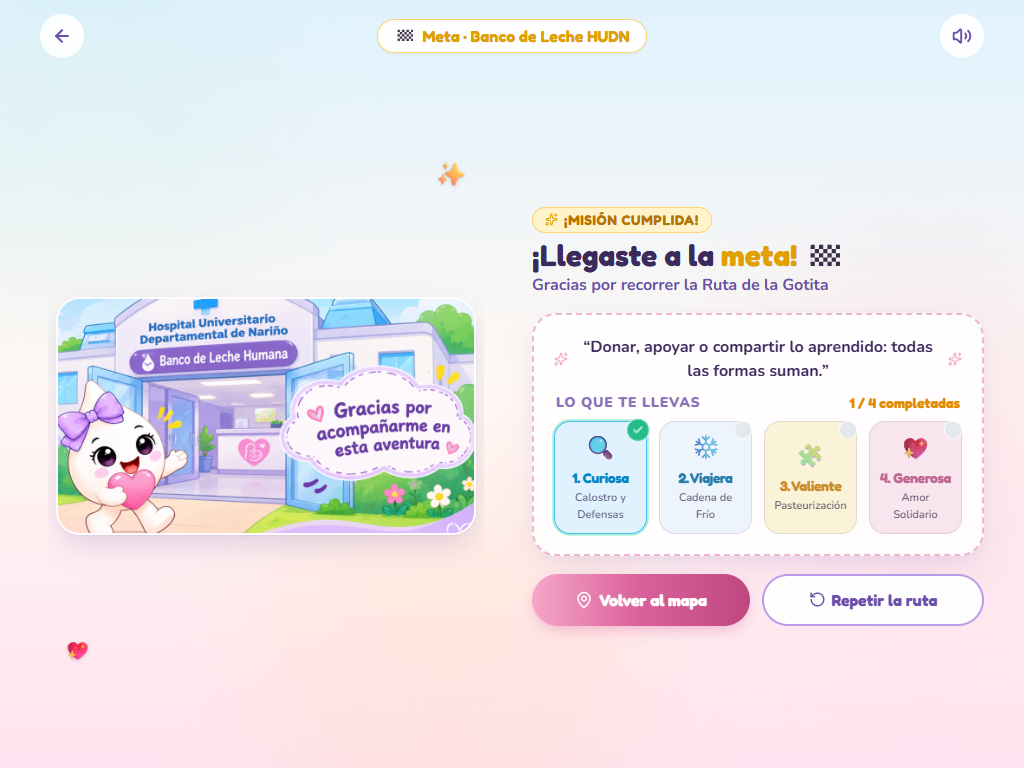 Meta · Banco de Leche HUDN
¡MISIÓN CUMPLIDA!
¡Llegaste a la meta!
Gracias por recorrer la Ruta de la Gotita
Hospital Universitario
Departamental de Nariño
Banco de Leche Humana
Gracias por
acompañarme en
esta aventura
“Donar, apoyar o compartir lo aprendido: todas
las formas suman.”
LO QUE TE LLEVAS
1 / 4 completadas
1. Curiosa
Calostro y
Defensas
2. Viajera
Cadena de
Frío
3. Valiente
Pasteurización
4. Generosa
Amor
Solidario
Volver al mapa
Repetir la ruta